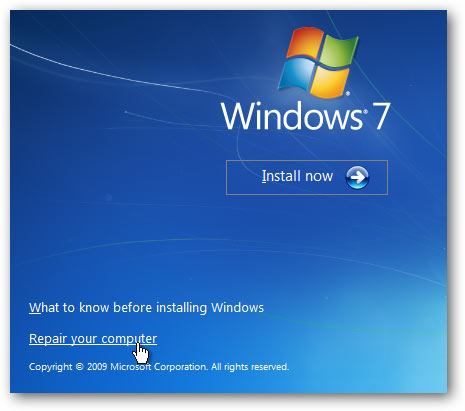 Windows® 7
Install now
What to know before installing Windows
Repair your computer
Copyright © 2009 Microsoft Corporation. All rights reserved.